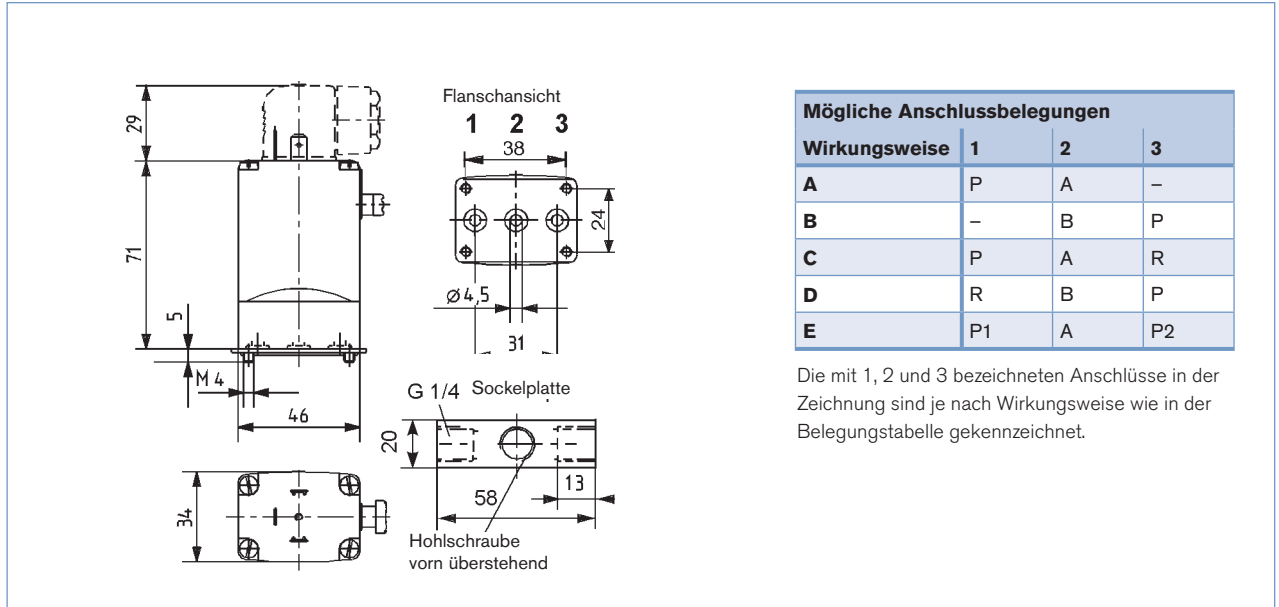 29
71
5
M 4
46
34
Flanschansicht
1 2 3
38
24
Ø 4,5
31
G 1/4 Sockelplatte
20
13
58
Hohlschraube
vorn überstehend
Mögliche Anschlussbelegungen
Wirkungsweise 1 2 3
A P A –
B – B P
C P A R
D R B P
E P1 A P2
Die mit 1, 2 und 3 bezeichneten Anschlüsse in der
Zeichnung sind je nach Wirkungsweise wie in der
Belegungstabelle gekennzeichnet.